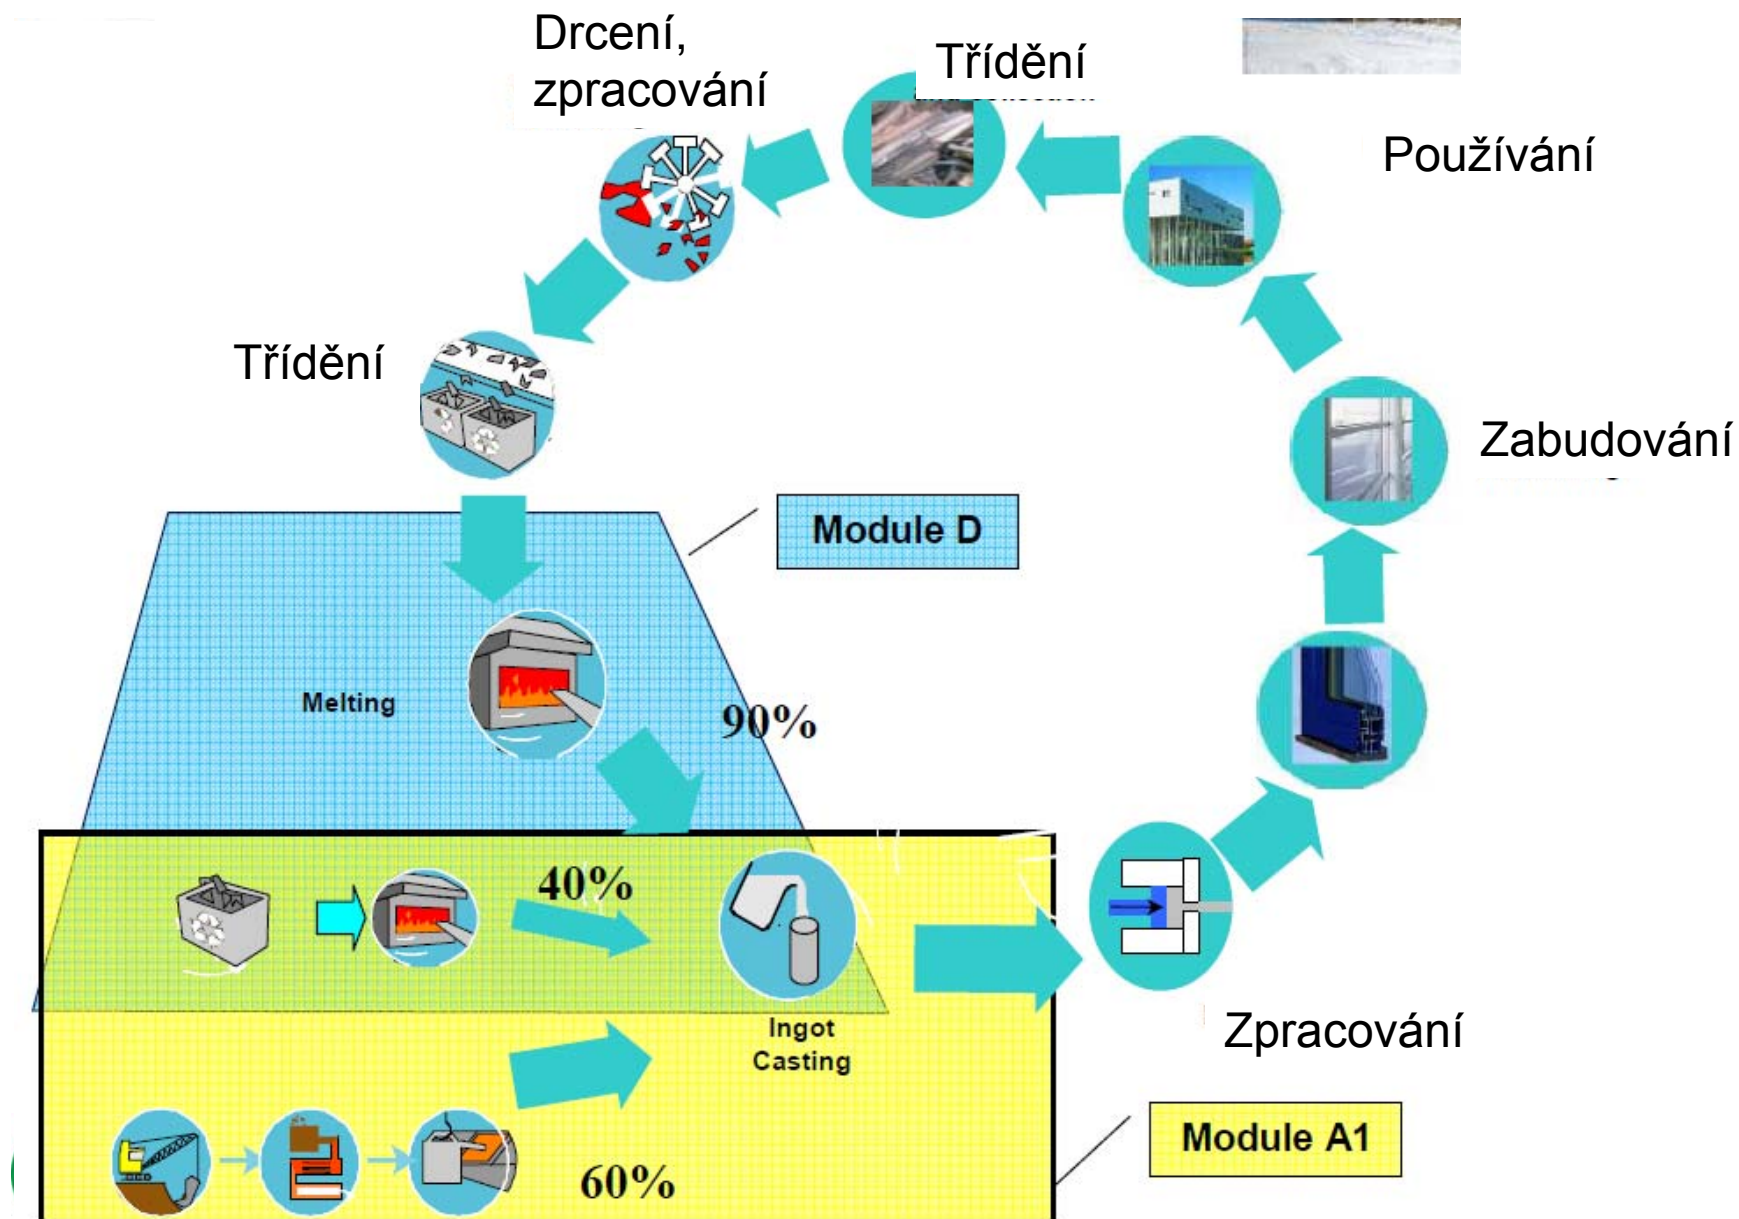 Drcení,
zpracování
Třídění
Používání
Třídění
Zabudování
Module D
Melting
90%
40%
Ingot
Casting
Zpracování
60%
Module A1